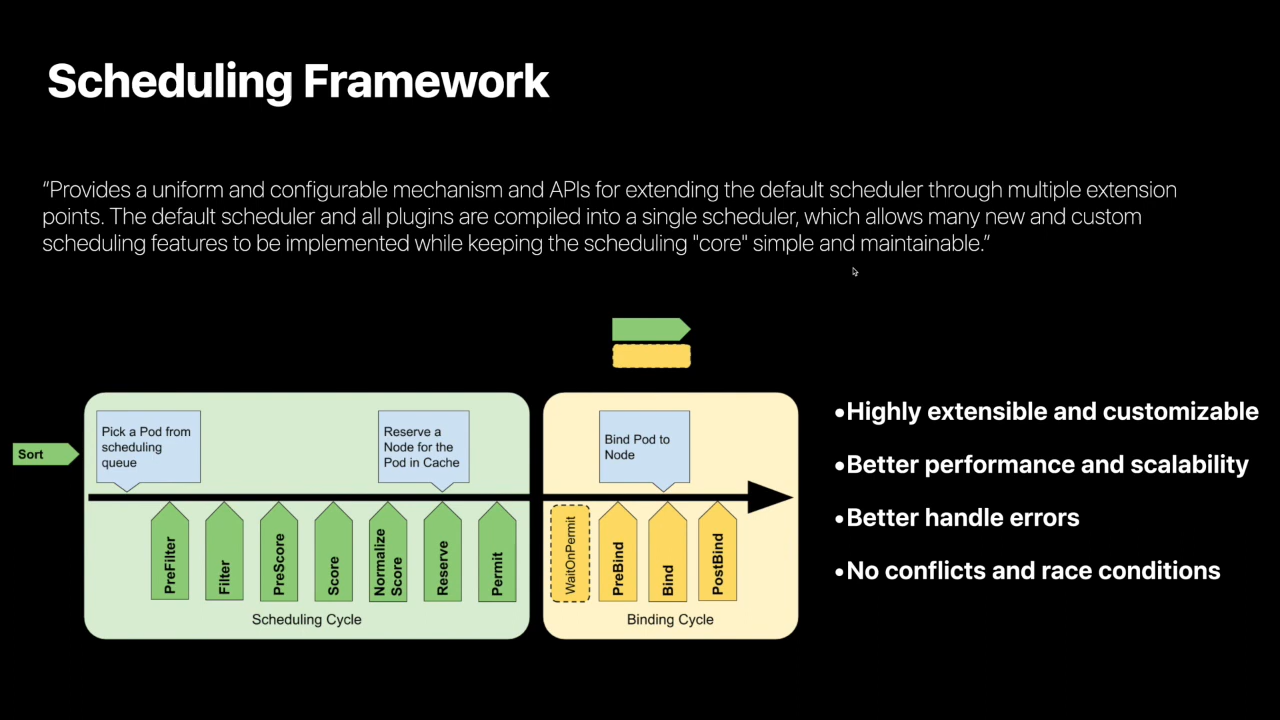 Scheduling Framework
“Provides a uniform and configurable mechanism and APIs for extending the default scheduler through multiple extension
points. The default scheduler and all plugins are compiled into a single scheduler, which allows many new and custom
scheduling features to be implemented while keeping the scheduling "core" simple and maintainable.”
Sort
Pick a Pod from
scheduling
queue
Reserve a
Node for the
Pod in Cache
PreFilter
Filter
PreScore
Score
Normalize
Score
Reserve
Permit
Scheduling Cycle
Bind Pod to
Node
WaitOnPermit
PreBind
Bind
PostBind
Binding Cycle
•Highly extensible and customizable
•Better performance and scalability
•Better handle errors
•No conflicts and race conditions